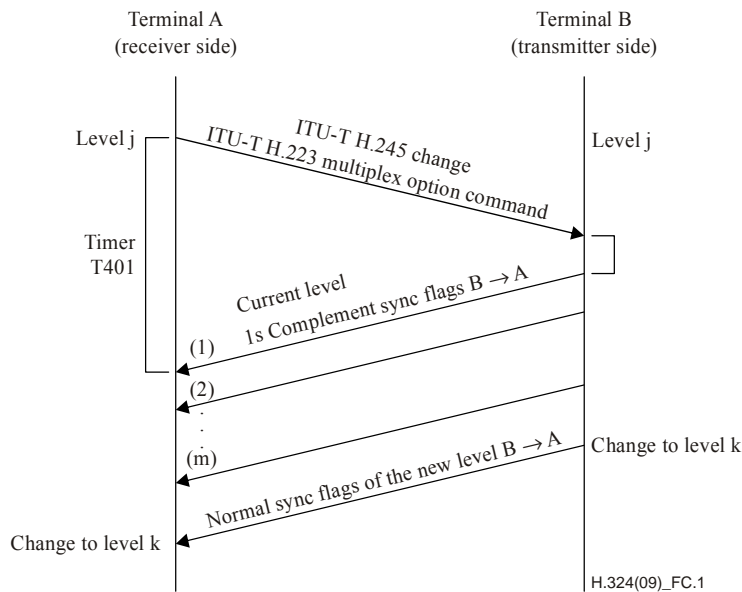 Terminal A
(receiver side)
Terminal B
(transmitter side)
Level j
Level j
ITU-T H.245 change
ITU-T H.223 multiplex option command
Timer
T401
Current level
1s Complement sync flags B → A
(1)
(2)
.
.
.
(m)
Normal sync flags of the new level B → A
Change to level k
Change to level k
H.324(09)_FC.1